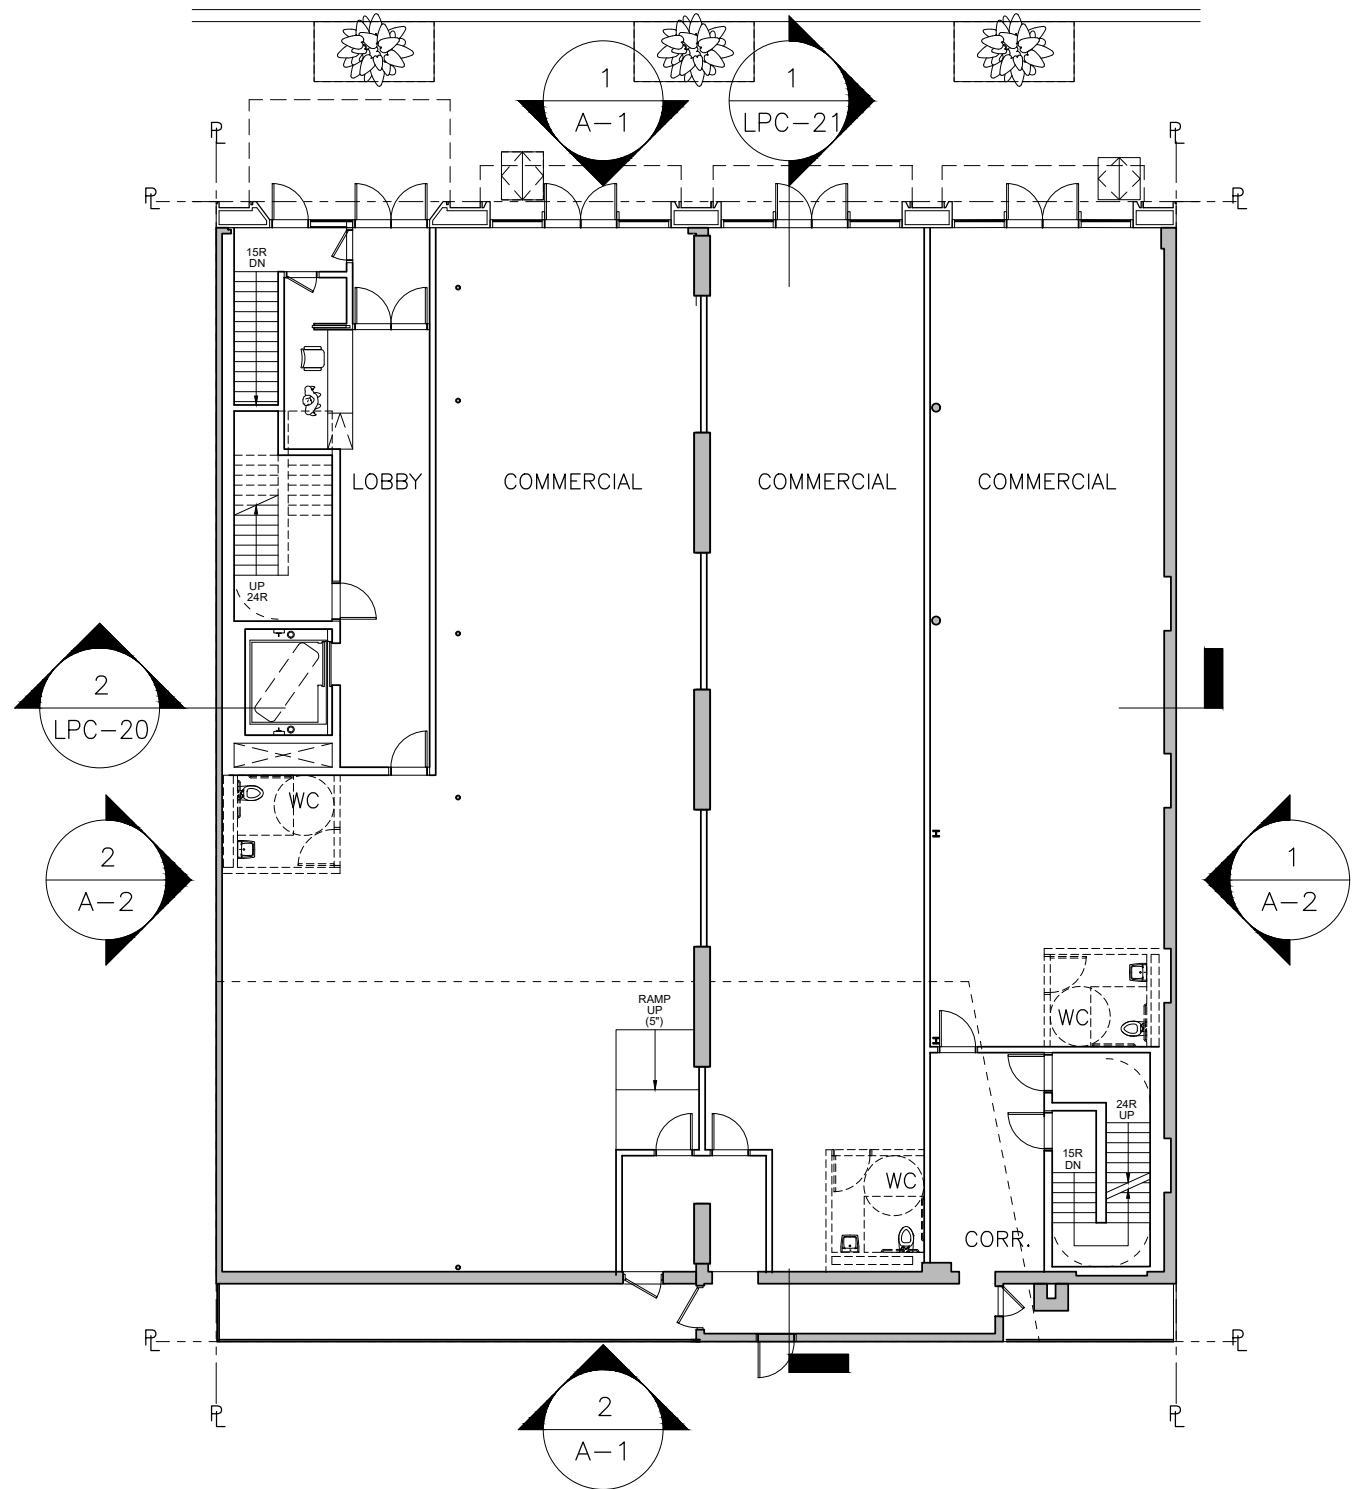 1
A-1
1
LPC-21
PL
PL
PL
PL
15R
DN
LOBBY
COMMERCIAL
COMMERCIAL
COMMERCIAL
UP
24R
2
LPC-20
WC
2
A-2
1
A-2
RAMP
UP
(5")
WC
24R
UP
15R
DN
WC
CORR.
PL
PL
PL
PL
2
A-1